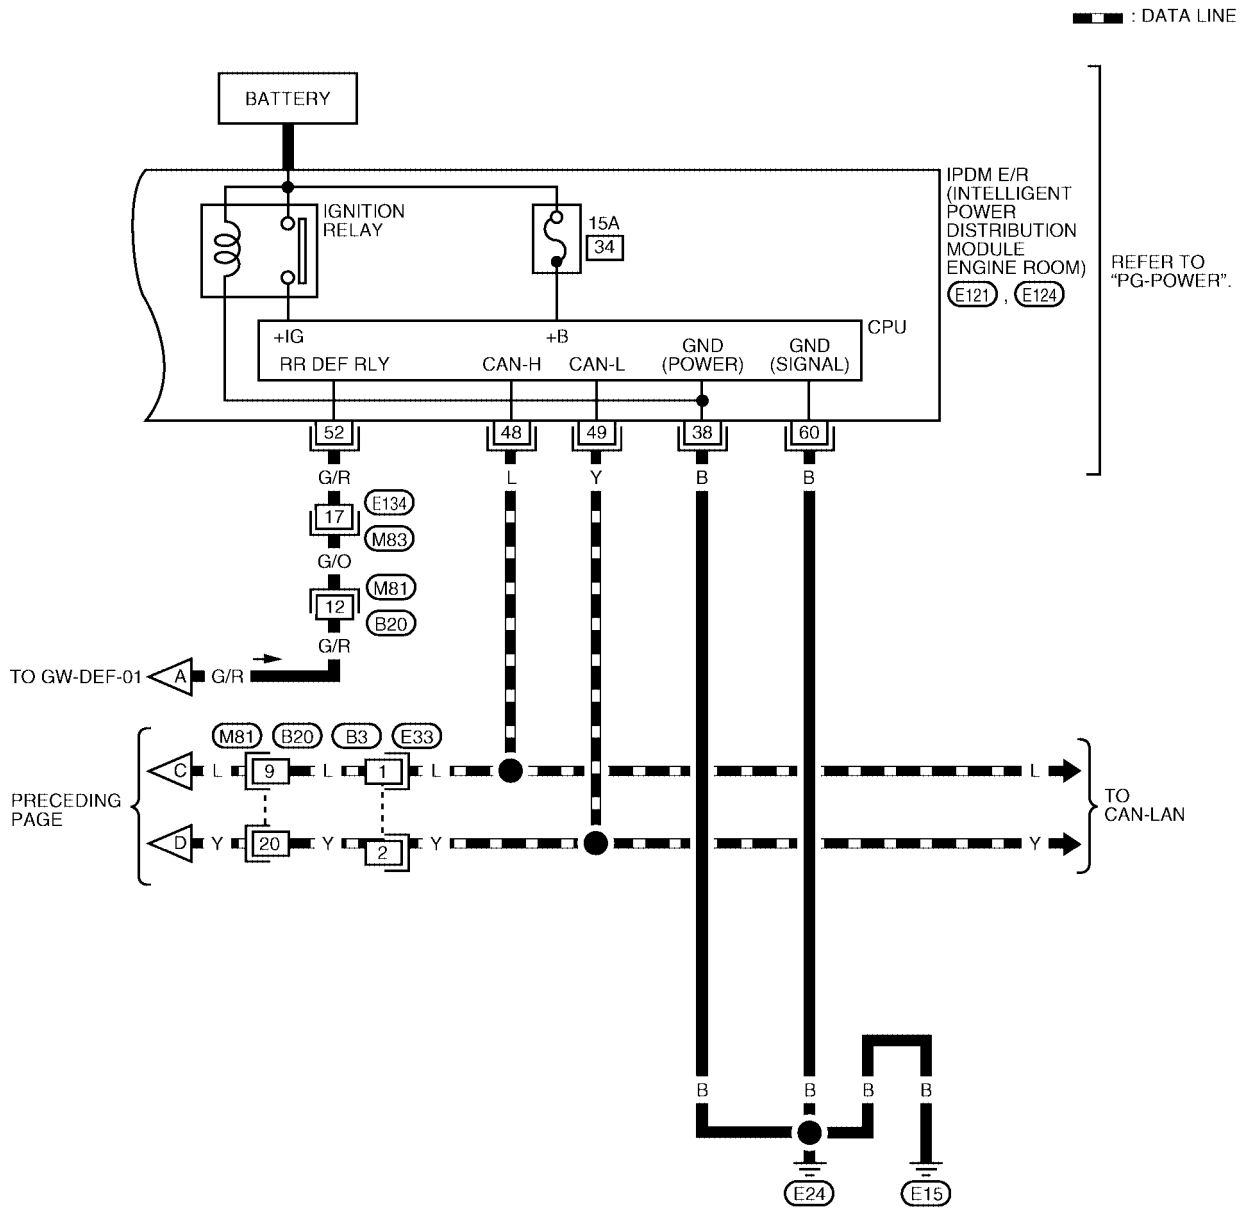 : DATA LINE
BATTERY
IGNITION
RELAY
15A
34
IPDM E/R
(INTELLIGENT
POWER
DISTRIBUTION
MODULE
ENGINE ROOM)
E121 , E124
REFER TO
“PG-POWER”.
CPU
+IG
+B
RR DEF RLY
CAN-H
CAN-L
GND
(POWER)
GND
(SIGNAL)
52
48
49
38
60
G/R
L
Y
B
B
17
E134
M83
G/O
12
M81
B20
G/R
TO GW-DEF-01
A
G/R
M81
B20
B3
E33
PRECEDING
PAGE
C
L
9
L
1
L
L
D
Y
20
Y
2
Y
Y
TO
CAN-LAN
B
B
B
B
E24
E15